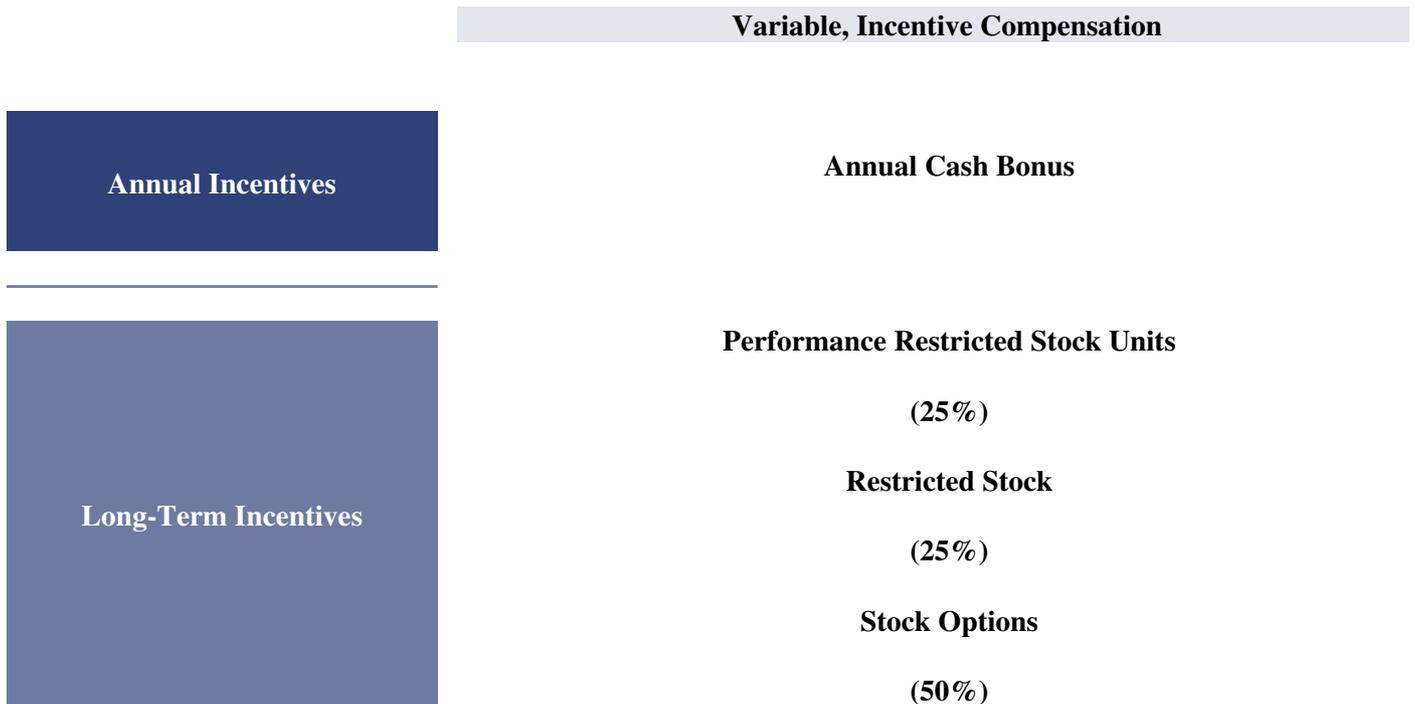 Variable, Incentive Compensation
Annual Incentives
Annual Cash Bonus
Long-Term Incentives
Performance Restricted Stock Units
(25%)
Restricted Stock
(25%)
Stock Options
(50%)